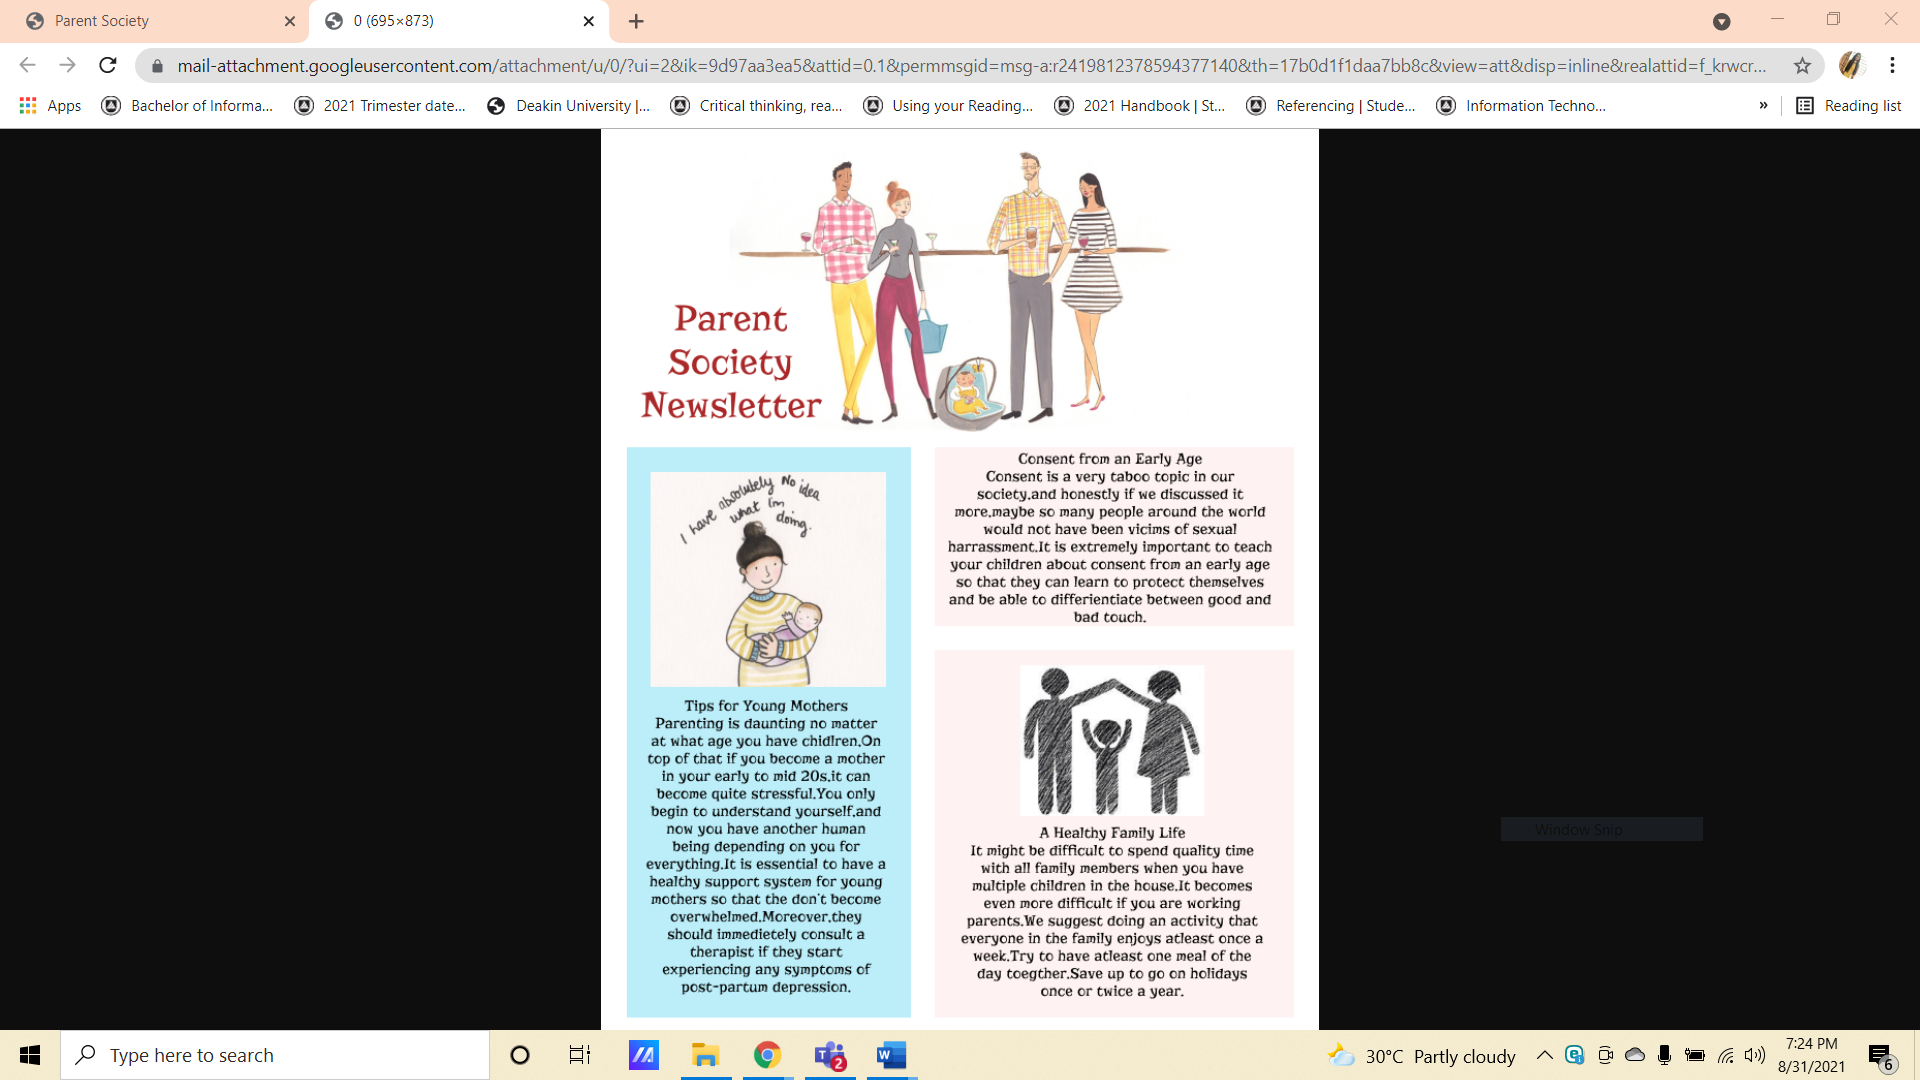 Parent Society
0 (695×873)
mail-attachment.googleusercontent.com/attachment/u/0/?ui=2&ik=9d97aa3ea5&attid=0.1&permmsgid=msg-a:r2419812378594377140&th=17b0d1f1daa7bb8c&view=att&disp=inline&realattid=f_krwcr...
Apps
Bachelor of Informa...
2021 Trimester date...
Deakin University |...
Critical thinking, rea...
Using your Reading...
2021 Handbook | St...
Referencing | Stude...
Information Techno...
»
Reading list
Parent
Society
Newsletter
I have absolutely No idea
what I'm
doing.
Tips for Young Mothers
Parenting is daunting no matter
at what age you have chidlren.On
top of that if you become a mother
in your early to mid 20s,it can
become quite stressful.You only
begin to understand yourself,and
now you have another human
being depending on you for
everything.It is essential to have a
healthy support system for young
mothers so that the don't become
overwhelmed.Moreover,they
should immedietely consult a
therapist if they start
experiencing any symptoms of
post-partum depression.
Consent from an Early Age
Consent is a very taboo topic in our
society,and honestly if we discussed it
more,maybe so many people around the world
would not have been vicims of sexual
harrassment.It is extremely important to teach
your children about consent from an early age
so that they can learn to protect themselves
and be able to differientiate between good and
bad touch.
A Healthy Family Life
It might be difficult to spend quality time
with all family members when you have
multiple children in the house.It becomes
even more difficult if you are working
parents.We suggest doing an activity that
everyone in the family enjoys atleast once a
week.Try to have atleast one meal of the
day toegther.Save up to go on holidays
once or twice a year.
Window Snip
Type here to search
2
30°C Partly cloudy
7:24 PM
8/31/2021
6